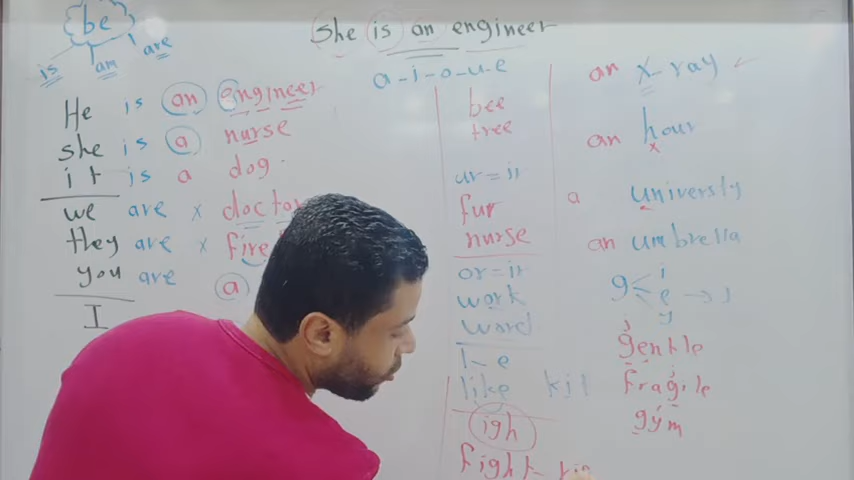 be
is am are
She is an engineer
He is an engineer
she is a nurse
it is a dog.
we are x doctor
they are x fire
you are a
I
a-i-o-u-e
bee
tree
ur = ir
fur
nurse
or = ir
work
word
i-e
like kit
igh
fight -
an x-ray ✓
an hour
x
a universty
an umbrella
g < i
e → j
y
j
gentle
j
fragile
j
gym